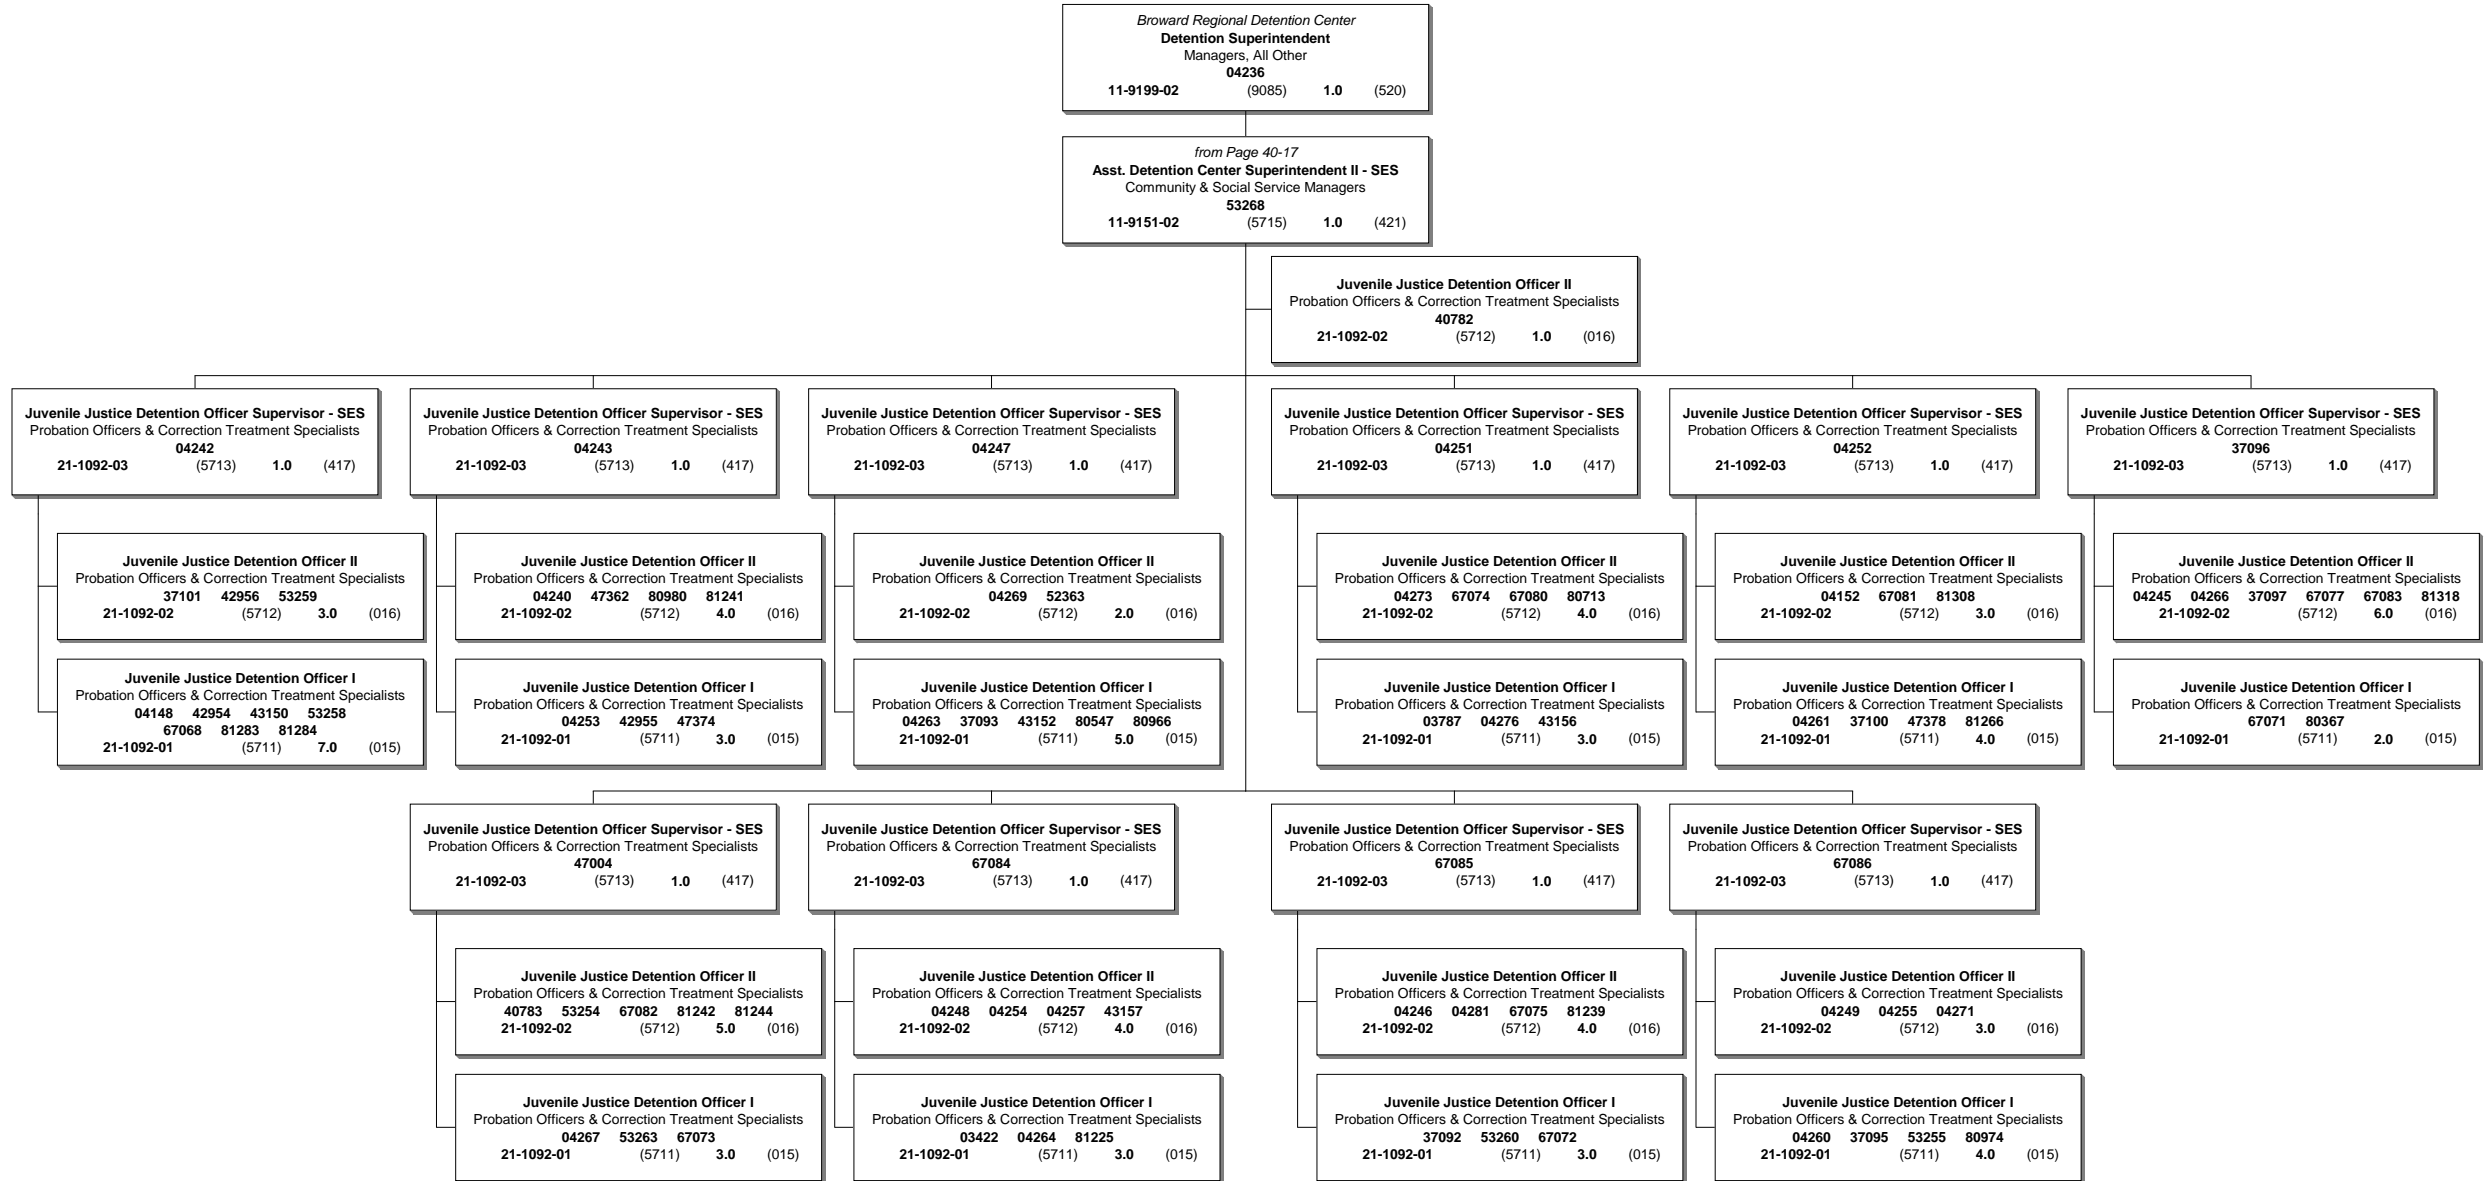 Broward Regional Detention Center
Detention Superintendent
Managers, All Other
04236
11-9199-02 (9085) 1.0 (520)
from Page 40-17
Asst. Detention Center Superintendent II - SES
Community & Social Service Managers
53268
11-9151-02 (5715) 1.0 (421)
Juvenile Justice Detention Officer II
Probation Officers & Correction Treatment Specialists
40782
21-1092-02 (5712) 1.0 (016)
Juvenile Justice Detention Officer Supervisor - SES
Probation Officers & Correction Treatment Specialists
04242
21-1092-03 (5713) 1.0 (417)
Juvenile Justice Detention Officer II
Probation Officers & Correction Treatment Specialists
37101 42956 53259
21-1092-02 (5712) 3.0 (016)
Juvenile Justice Detention Officer I
Probation Officers & Correction Treatment Specialists
04148 42954 43150 53258
67068 81283 81284
21-1092-01 (5711) 7.0 (015)
Juvenile Justice Detention Officer Supervisor - SES
Probation Officers & Correction Treatment Specialists
04243
21-1092-03 (5713) 1.0 (417)
Juvenile Justice Detention Officer II
Probation Officers & Correction Treatment Specialists
04240 47362 80980 81241
21-1092-02 (5712) 4.0 (016)
Juvenile Justice Detention Officer I
Probation Officers & Correction Treatment Specialists
04253 42955 47374
21-1092-01 (5711) 3.0 (015)
Juvenile Justice Detention Officer Supervisor - SES
Probation Officers & Correction Treatment Specialists
04247
21-1092-03 (5713) 1.0 (417)
Juvenile Justice Detention Officer II
Probation Officers & Correction Treatment Specialists
04269 52363
21-1092-02 (5712) 2.0 (016)
Juvenile Justice Detention Officer I
Probation Officers & Correction Treatment Specialists
04263 37093 43152 80547 80966
21-1092-01 (5711) 5.0 (015)
Juvenile Justice Detention Officer Supervisor - SES
Probation Officers & Correction Treatment Specialists
04251
21-1092-03 (5713) 1.0 (417)
Juvenile Justice Detention Officer II
Probation Officers & Correction Treatment Specialists
04273 67074 67080 80713
21-1092-02 (5712) 4.0 (016)
Juvenile Justice Detention Officer I
Probation Officers & Correction Treatment Specialists
03787 04276 43156
21-1092-01 (5711) 3.0 (015)
Juvenile Justice Detention Officer Supervisor - SES
Probation Officers & Correction Treatment Specialists
04252
21-1092-03 (5713) 1.0 (417)
Juvenile Justice Detention Officer II
Probation Officers & Correction Treatment Specialists
04152 67081 81308
21-1092-02 (5712) 3.0 (016)
Juvenile Justice Detention Officer I
Probation Officers & Correction Treatment Specialists
04261 37100 47378 81266
21-1092-01 (5711) 4.0 (015)
Juvenile Justice Detention Officer Supervisor - SES
Probation Officers & Correction Treatment Specialists
37096
21-1092-03 (5713) 1.0 (417)
Juvenile Justice Detention Officer II
Probation Officers & Correction Treatment Specialists
04245 04266 37097 67077 67083 81318
21-1092-02 (5712) 6.0 (016)
Juvenile Justice Detention Officer I
Probation Officers & Correction Treatment Specialists
67071 80367
21-1092-01 (5711) 2.0 (015)
Juvenile Justice Detention Officer Supervisor - SES
Probation Officers & Correction Treatment Specialists
47004
21-1092-03 (5713) 1.0 (417)
Juvenile Justice Detention Officer II
Probation Officers & Correction Treatment Specialists
40783 53254 67082 81242 81244
21-1092-02 (5712) 5.0 (016)
Juvenile Justice Detention Officer I
Probation Officers & Correction Treatment Specialists
04267 53263 67073
21-1092-01 (5711) 3.0 (015)
Juvenile Justice Detention Officer Supervisor - SES
Probation Officers & Correction Treatment Specialists
67084
21-1092-03 (5713) 1.0 (417)
Juvenile Justice Detention Officer II
Probation Officers & Correction Treatment Specialists
04248 04254 04257 43157
21-1092-02 (5712) 4.0 (016)
Juvenile Justice Detention Officer I
Probation Officers & Correction Treatment Specialists
03422 04264 81225
21-1092-01 (5711) 3.0 (015)
Juvenile Justice Detention Officer Supervisor - SES
Probation Officers & Correction Treatment Specialists
67085
21-1092-03 (5713) 1.0 (417)
Juvenile Justice Detention Officer II
Probation Officers & Correction Treatment Specialists
04246 04281 67075 81239
21-1092-02 (5712) 4.0 (016)
Juvenile Justice Detention Officer I
Probation Officers & Correction Treatment Specialists
37092 53260 67072
21-1092-01 (5711) 3.0 (015)
Juvenile Justice Detention Officer Supervisor - SES
Probation Officers & Correction Treatment Specialists
67086
21-1092-03 (5713) 1.0 (417)
Juvenile Justice Detention Officer II
Probation Officers & Correction Treatment Specialists
04249 04255 04271
21-1092-02 (5712) 3.0 (016)
Juvenile Justice Detention Officer I
Probation Officers & Correction Treatment Specialists
04260 37095 53255 80974
21-1092-01 (5711) 4.0 (015)